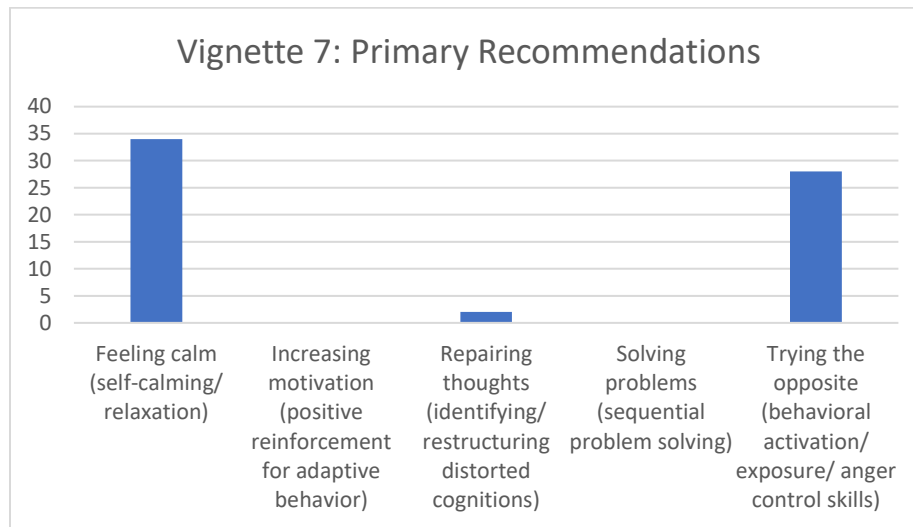 Vignette 7: Primary Recommendations
40
35
30
25
20
15
10
5
0
Feeling calm
(self-calming/
relaxation)
Increasing
motivation
(positive
reinforcement
for adaptive
behavior)
Repairing
thoughts
(identifying/
restructuring
distorted
cognitions)
Solving
problems
(sequential
problem solving)
Trying the
opposite
(behavioral
activation/
exposure/ anger
control skills)